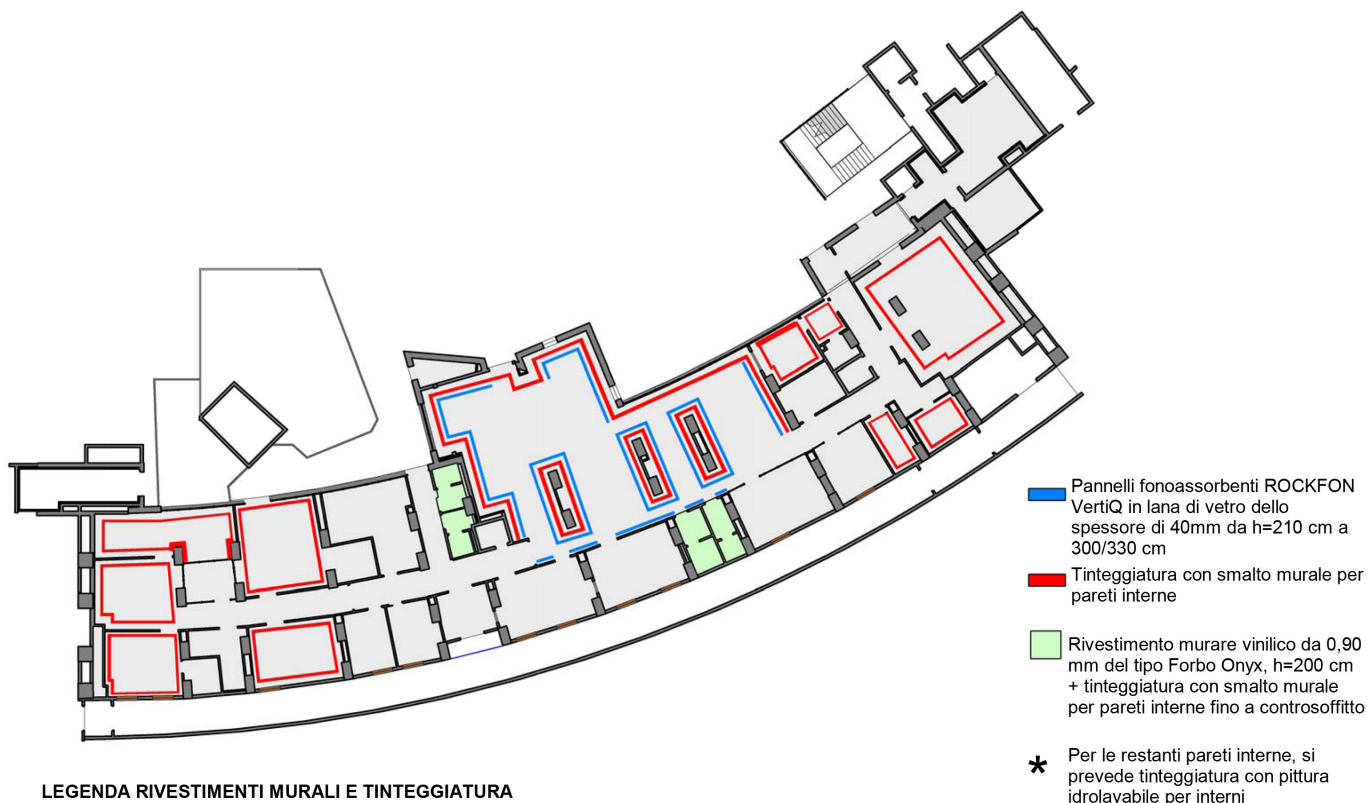 Pannelli fonoassorbenti ROCKFON
VertiQ in lana di vetro dello
spessore di 40mm da h=210 cm a
300/330 cm
Tinteggiatura con smalto murale per
pareti interne
Rivestimento murare vinilico da 0,90
mm del tipo Forbo Onyx, h=200 cm
+ tinteggiatura con smalto murale
per pareti interne fino a controsoffitto
* Per le restanti pareti interne, si
prevede tinteggiatura con pittura
idrolavabile per interni
LEGENDA RIVESTIMENTI MURALI E TINTEGGIATURA